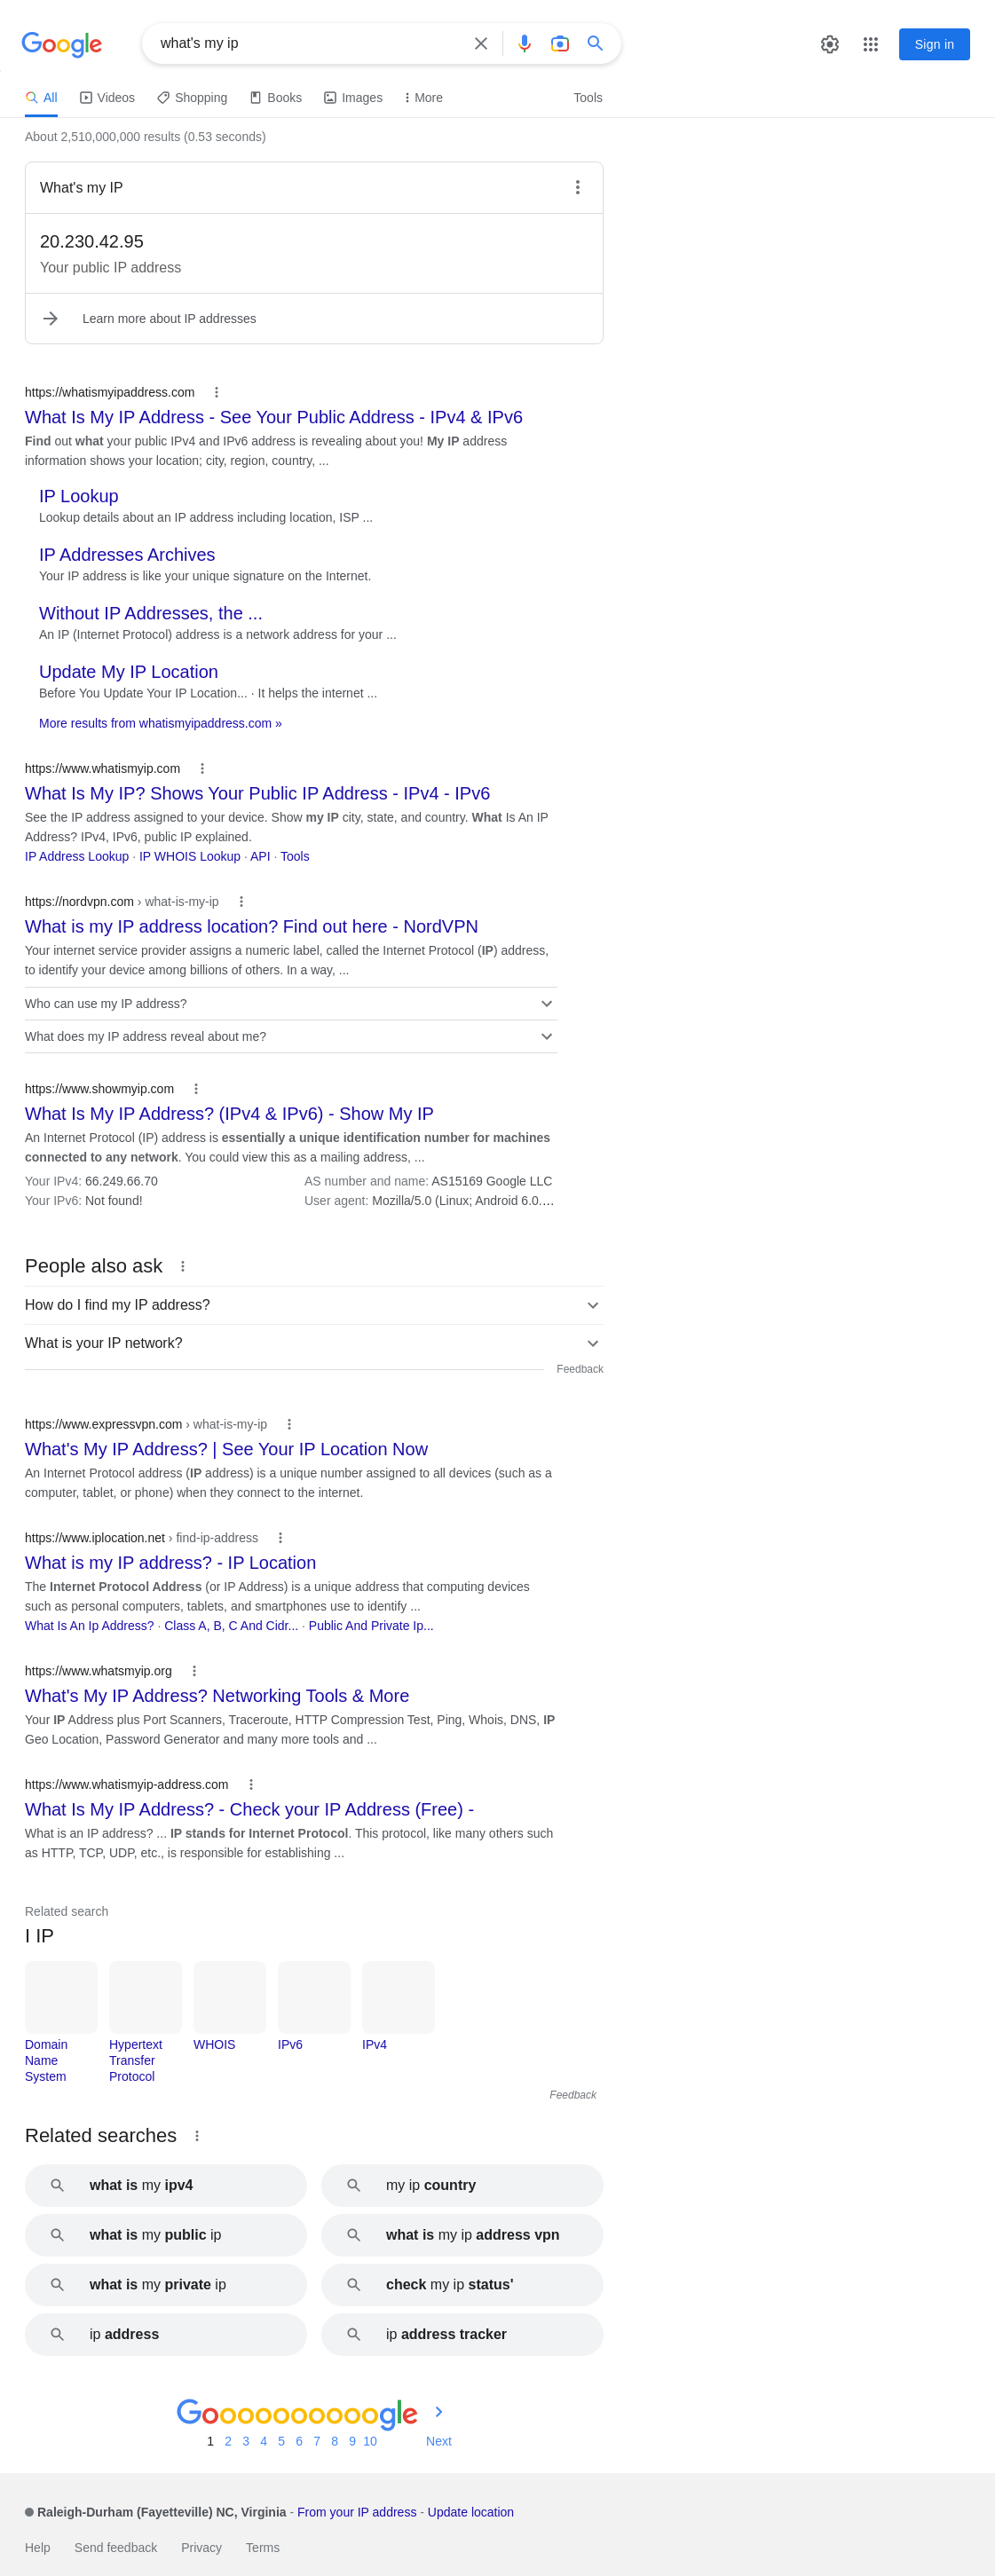 Google
what's my ip
Sign in
All
Videos
Shopping
Books
Images
More
Tools
About 2,510,000,000 results (0.53 seconds)
What's my IP
20.230.42.95
Your public IP address
Learn more about IP addresses
https://whatismyipaddress.com
What Is My IP Address - See Your Public Address - IPv4 & IPv6
Find out what your public IPv4 and IPv6 address is revealing about you! My IP address
information shows your location; city, region, country, ...
IP Lookup
Lookup details about an IP address including location, ISP ...
IP Addresses Archives
Your IP address is like your unique signature on the Internet.
Without IP Addresses, the ...
An IP (Internet Protocol) address is a network address for your ...
Update My IP Location
Before You Update Your IP Location... · It helps the internet ...
More results from whatismyipaddress.com »
https://www.whatismyip.com
What Is My IP? Shows Your Public IP Address - IPv4 - IPv6
See the IP address assigned to your device. Show my IP city, state, and country. What Is An IP
Address? IPv4, IPv6, public IP explained.
IP Address Lookup · IP WHOIS Lookup · API · Tools
https://nordvpn.com › what-is-my-ip
What is my IP address location? Find out here - NordVPN
Your internet service provider assigns a numeric label, called the Internet Protocol (IP) address,
to identify your device among billions of others. In a way, ...
Who can use my IP address?
What does my IP address reveal about me?
https://www.showmyip.com
What Is My IP Address? (IPv4 & IPv6) - Show My IP
An Internet Protocol (IP) address is essentially a unique identification number for machines
connected to any network. You could view this as a mailing address, ...
Your IPv4: 66.249.66.70
AS number and name: AS15169 Google LLC
Your IPv6: Not found!
User agent: Mozilla/5.0 (Linux; Android 6.0....
People also ask
How do I find my IP address?
What is your IP network?
Feedback
https://www.expressvpn.com › what-is-my-ip
What's My IP Address? | See Your IP Location Now
An Internet Protocol address (IP address) is a unique number assigned to all devices (such as a
computer, tablet, or phone) when they connect to the internet.
https://www.iplocation.net › find-ip-address
What is my IP address? - IP Location
The Internet Protocol Address (or IP Address) is a unique address that computing devices
such as personal computers, tablets, and smartphones use to identify ...
What Is An Ip Address? · Class A, B, C And Cidr... · Public And Private Ip...
https://www.whatsmyip.org
What's My IP Address? Networking Tools & More
Your IP Address plus Port Scanners, Traceroute, HTTP Compression Test, Ping, Whois, DNS, IP
Geo Location, Password Generator and many more tools and ...
https://www.whatismyip-address.com
What Is My IP Address? - Check your IP Address (Free) -
What is an IP address? ... IP stands for Internet Protocol. This protocol, like many others such
as HTTP, TCP, UDP, etc., is responsible for establishing ...
Related search
I IP
Domain
Name
System
Hypertext
Transfer
Protocol
WHOIS
IPv6
IPv4
Feedback
Related searches
what is my ipv4
my ip country
what is my public ip
what is my ip address vpn
what is my private ip
check my ip status'
ip address
ip address tracker
Goooooooooogle
1 2 3 4 5 6 7 8 9 10 Next
Raleigh-Durham (Fayetteville) NC, Virginia - From your IP address - Update location
Help Send feedback Privacy Terms